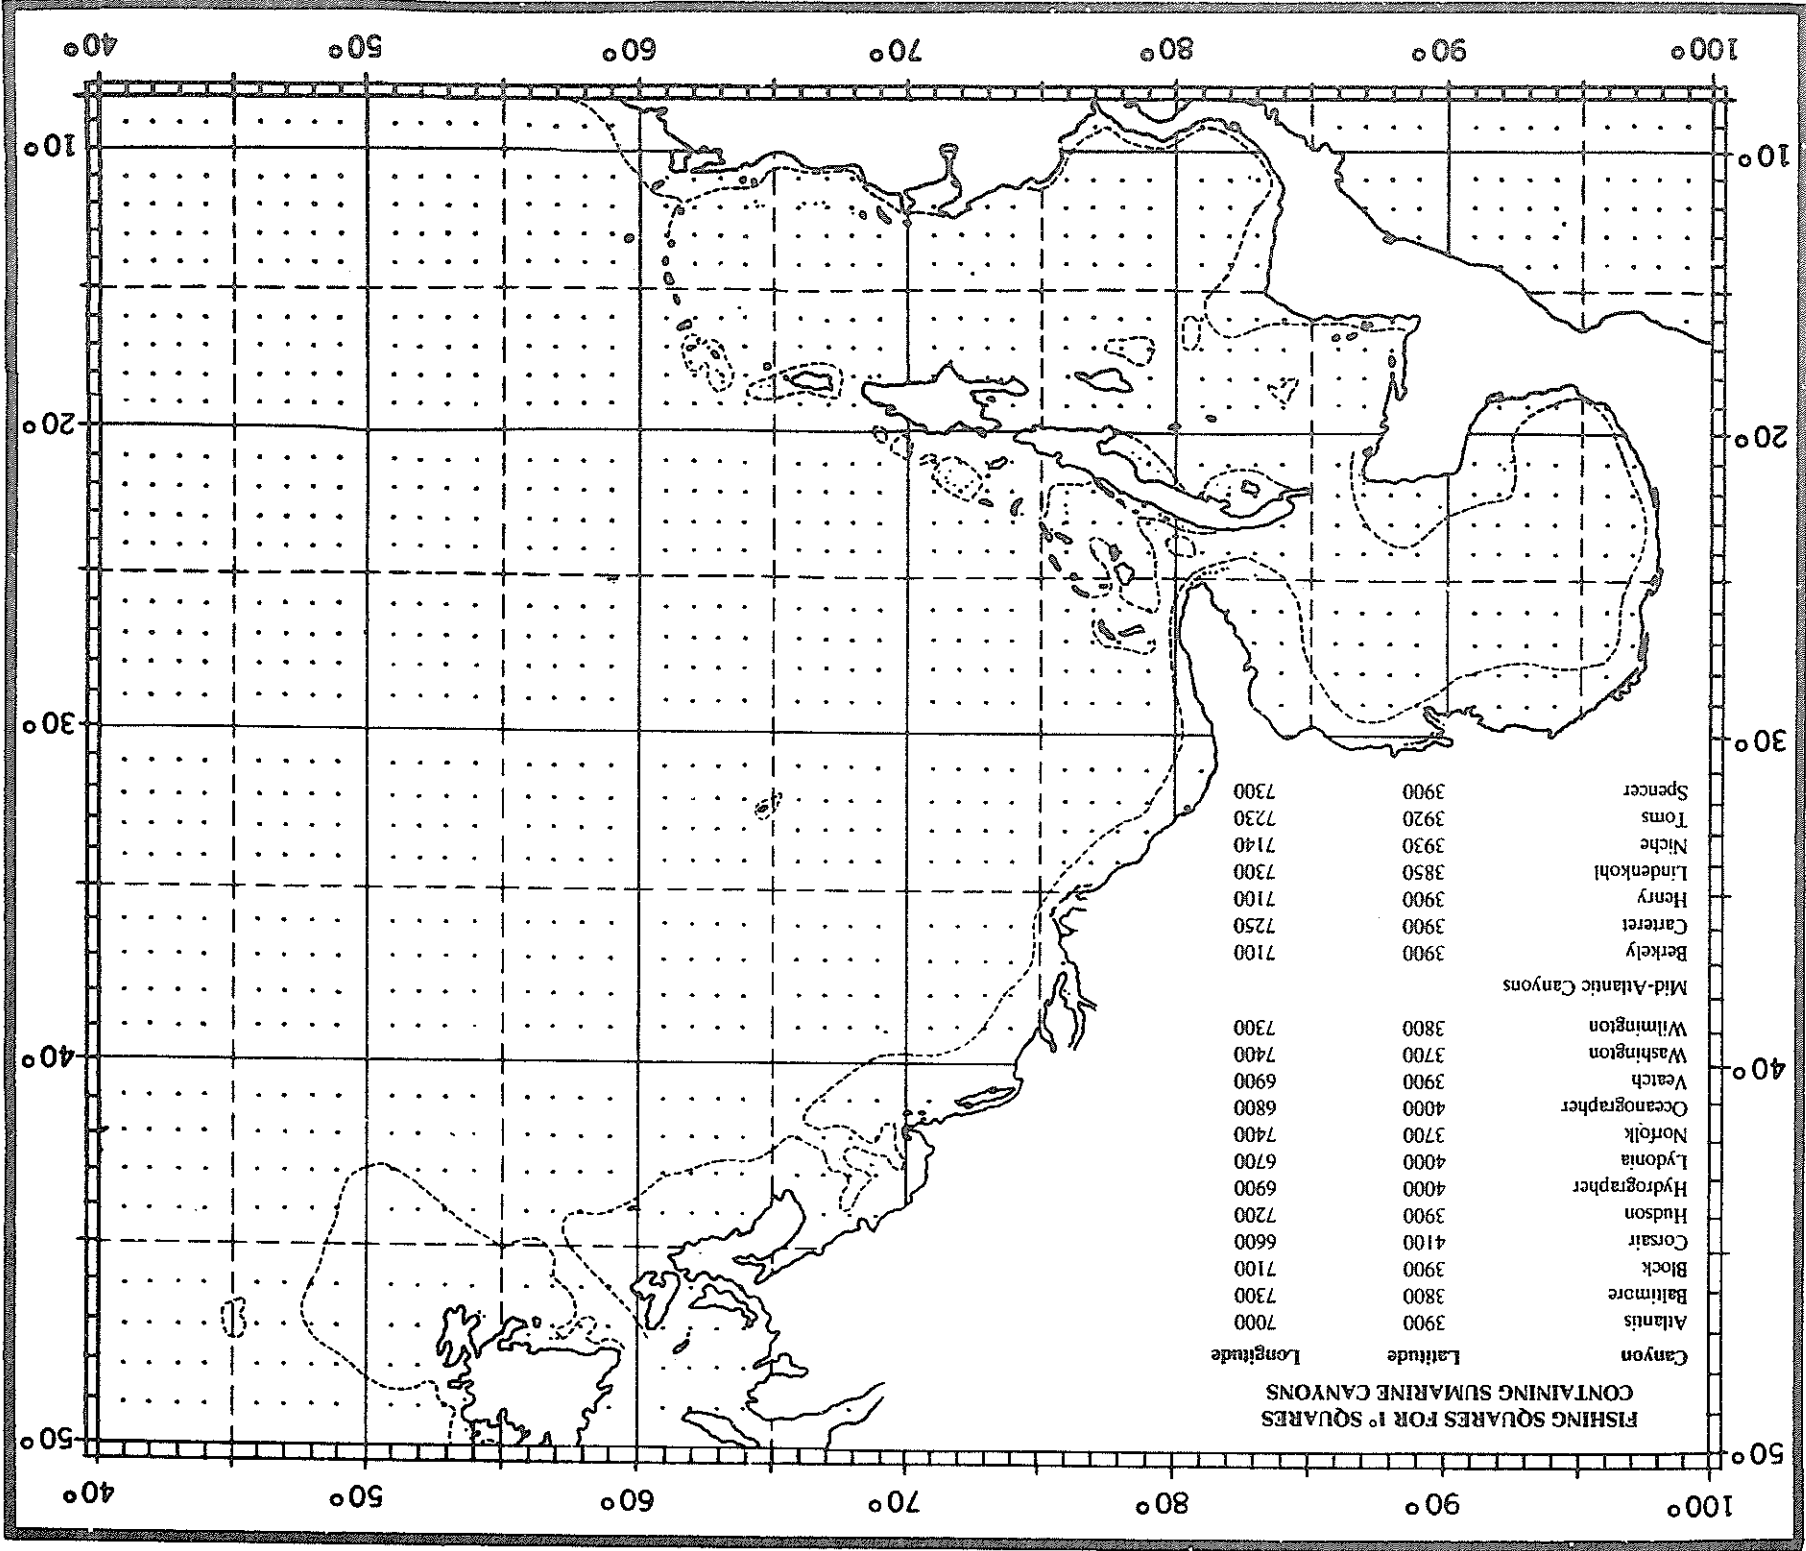 100° 90° 80° 70° 60° 50° 40°
50° 50°
FISHING SQUARES FOR 1° SQUARES
CONTAINING SUMARINE CANYONS
Canyon Latitude Longitude
Atlantis 3900 7000
Baltimore 3800 7300
Block 3900 7100
Corsair 4100 6600
Hudson 3900 7200
Hydrographer 4000 6900
Lydonia 4000 6700
Norfolk 3700 7400
Oceanographer 4000 6800
Veatch 3900 6900
40° 40°
Washington 3700 7400
Wilmington 3800 7300
Mid-Atlantic Canyons
Berkely 3900 7100
Carteret 3900 7250
Henry 3900 7100
Lindenkohl 3850 7300
Niche 3930 7140
Toms 3920 7230
Spencer 3900 7300
30° 30°
20° 20°
10° 10°
100° 90° 80° 70° 60° 50° 40°